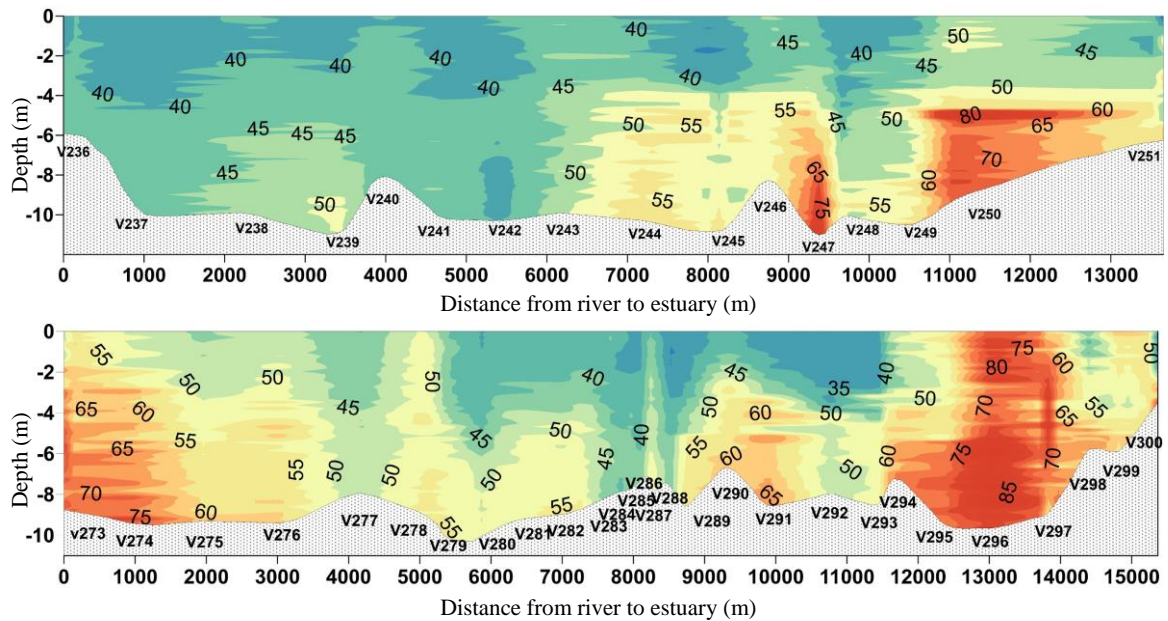 0
40 40 45 40 50 45
-2
40 40 40 40 45
40 45 50
-4
40 45 55 60
50 55 45 50 80
45 45 45 65
-6
V236 45 50 65 70 V251
-8
55 60
V240 50 75 55
-10
V237 V238 V239 V241 V242 V243 V244 V245 V246 V247 V248 V249 V250
Depth (m)
0 1000 2000 3000 4000 5000 6000 7000 8000 9000 10000 11000 12000 13000
Distance from river to estuary (m)
0
55 75 50
-2
50 50 50 40 45 35 40 80 60
-4
65 60 45 50 60 50 50 70 65 55
65 55 45 50 40 55
-6
55 50 50 45 60 50 60 75 70 V300
-8
70 V286 V285 V288 V290 65 85 V298 V299
75 60 55 55 V284 V287 V294
-10
v273 V274 V275 V276 V277 V278 V279 V280 V281 V282 V283 V289 V291 V292 V293 V295 V296 V297
Depth (m)
0 1000 2000 3000 4000 5000 6000 7000 8000 9000 10000 11000 12000 13000 14000 15000
Distance from river to estuary (m)